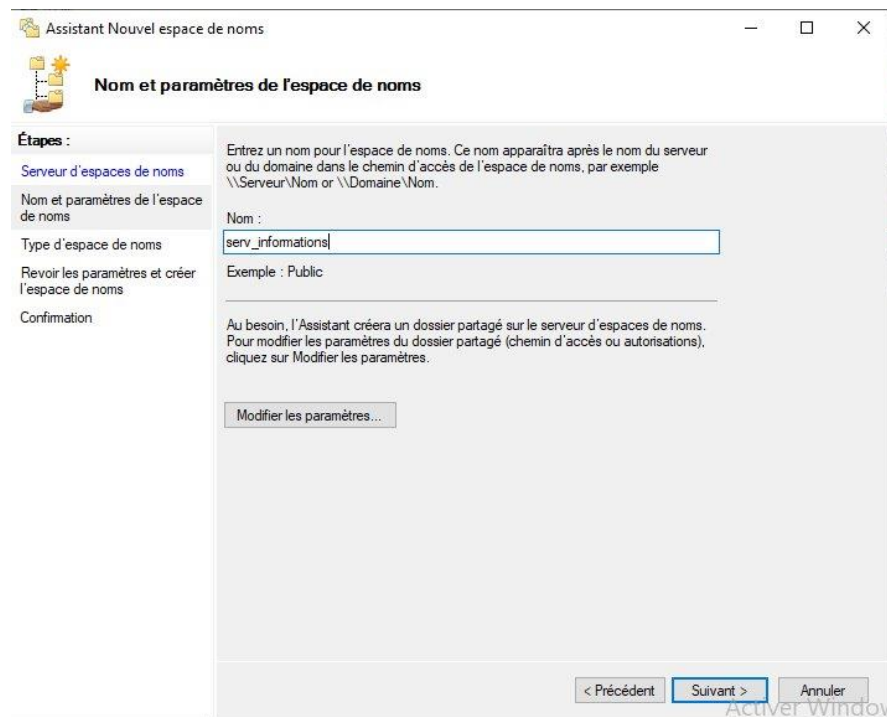 Assistant Nouvel espace de noms
Nom et paramètres de l'espace de noms
Étapes :
Serveur d'espaces de noms
Nom et paramètres de l'espace
de noms
Type d'espace de noms
Revoir les paramètres et créer
l'espace de noms
Confirmation
Entrez un nom pour l'espace de noms. Ce nom apparaîtra après le nom du serveur
ou du domaine dans le chemin d'accès de l'espace de noms, par exemple
\\Serveur\Nom or \\Domaine\Nom.
Nom :
serv_informations
Exemple : Public
Au besoin, l'Assistant créera un dossier partagé sur le serveur d'espaces de noms.
Pour modifier les paramètres du dossier partagé (chemin d'accès ou autorisations),
cliquez sur Modifier les paramètres.
Modifier les paramètres...
< Précédent
Suivant >
Annuler
Activer Window